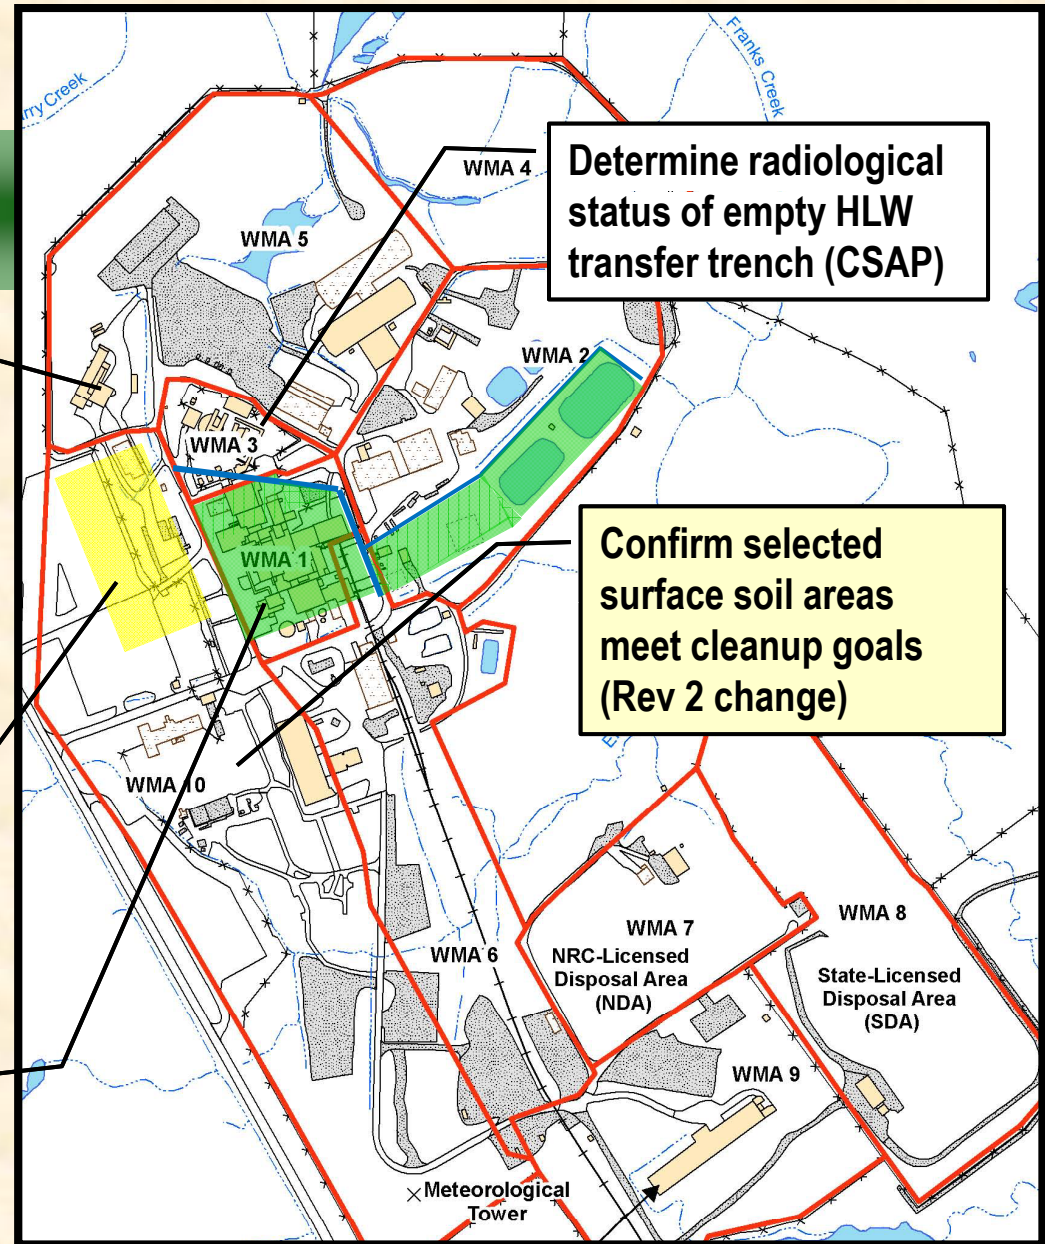 Franks Creek
rry Creek
WMA 4
Determine radiological
status of empty HLW
transfer trench (CSAP)
WMA 5
WMA 2
WMA 3
WMA 1
Confirm selected
surface soil areas
meet cleanup goals
(Rev 2 change)
WMA 10
WMA 7
NRC-Licensed
Disposal Area
(NDA)
WMA 8
State-Licensed
Disposal Area
(SDA)
WMA 6
WMA 9
Meteorological
Tower